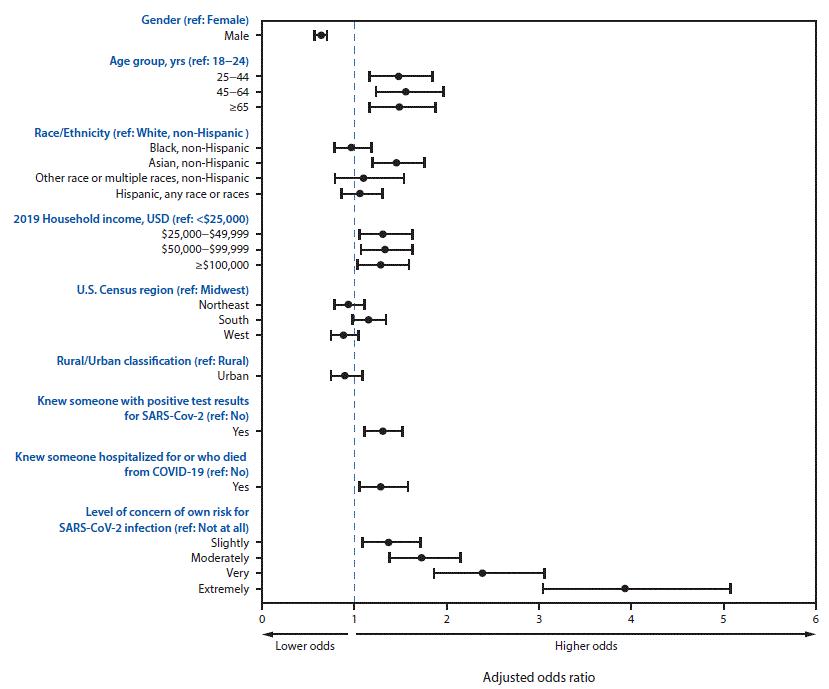 Gender (ref: Female)
Male
Age group, yrs (ref: 18–24)
25–44
45–64
≥65
Race/Ethnicity (ref: White, non-Hispanic )
Black, non-Hispanic
Asian, non-Hispanic
Other race or multiple races, non-Hispanic
Hispanic, any race or races
2019 Household income, USD (ref: <$25,000)
$25,000–$49,999
$50,000–$99,999
≥$100,000
U.S. Census region (ref: Midwest)
Northeast
South
West
Rural/Urban classification (ref: Rural)
Urban
Knew someone with positive test results
for SARS-Cov-2 (ref: No)
Yes
Knew someone hospitalized for or who died
from COVID-19 (ref: No)
Yes
Level of concern of own risk for
SARS-CoV-2 infection (ref: Not at all)
Slightly
Moderately
Very
Extremely
0 1 2 3 4 5 6
Lower odds Higher odds
Adjusted odds ratio